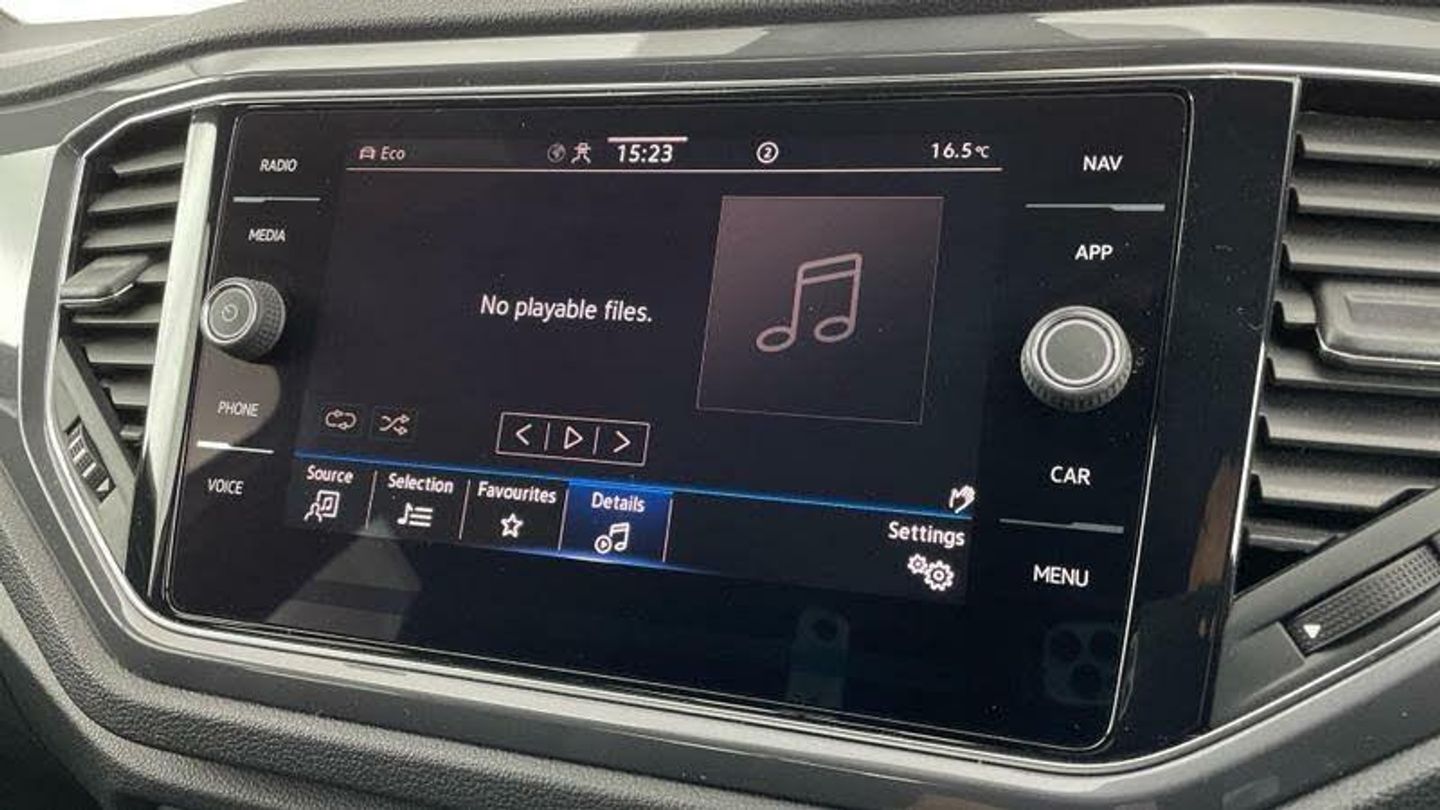 RADIO
MEDIA
PHONE
VOICE
Eco
15:23
2
16.5°C
No playable files.
Source
Selection
Favourites
Details
Settings
NAV
APP
CAR
MENU